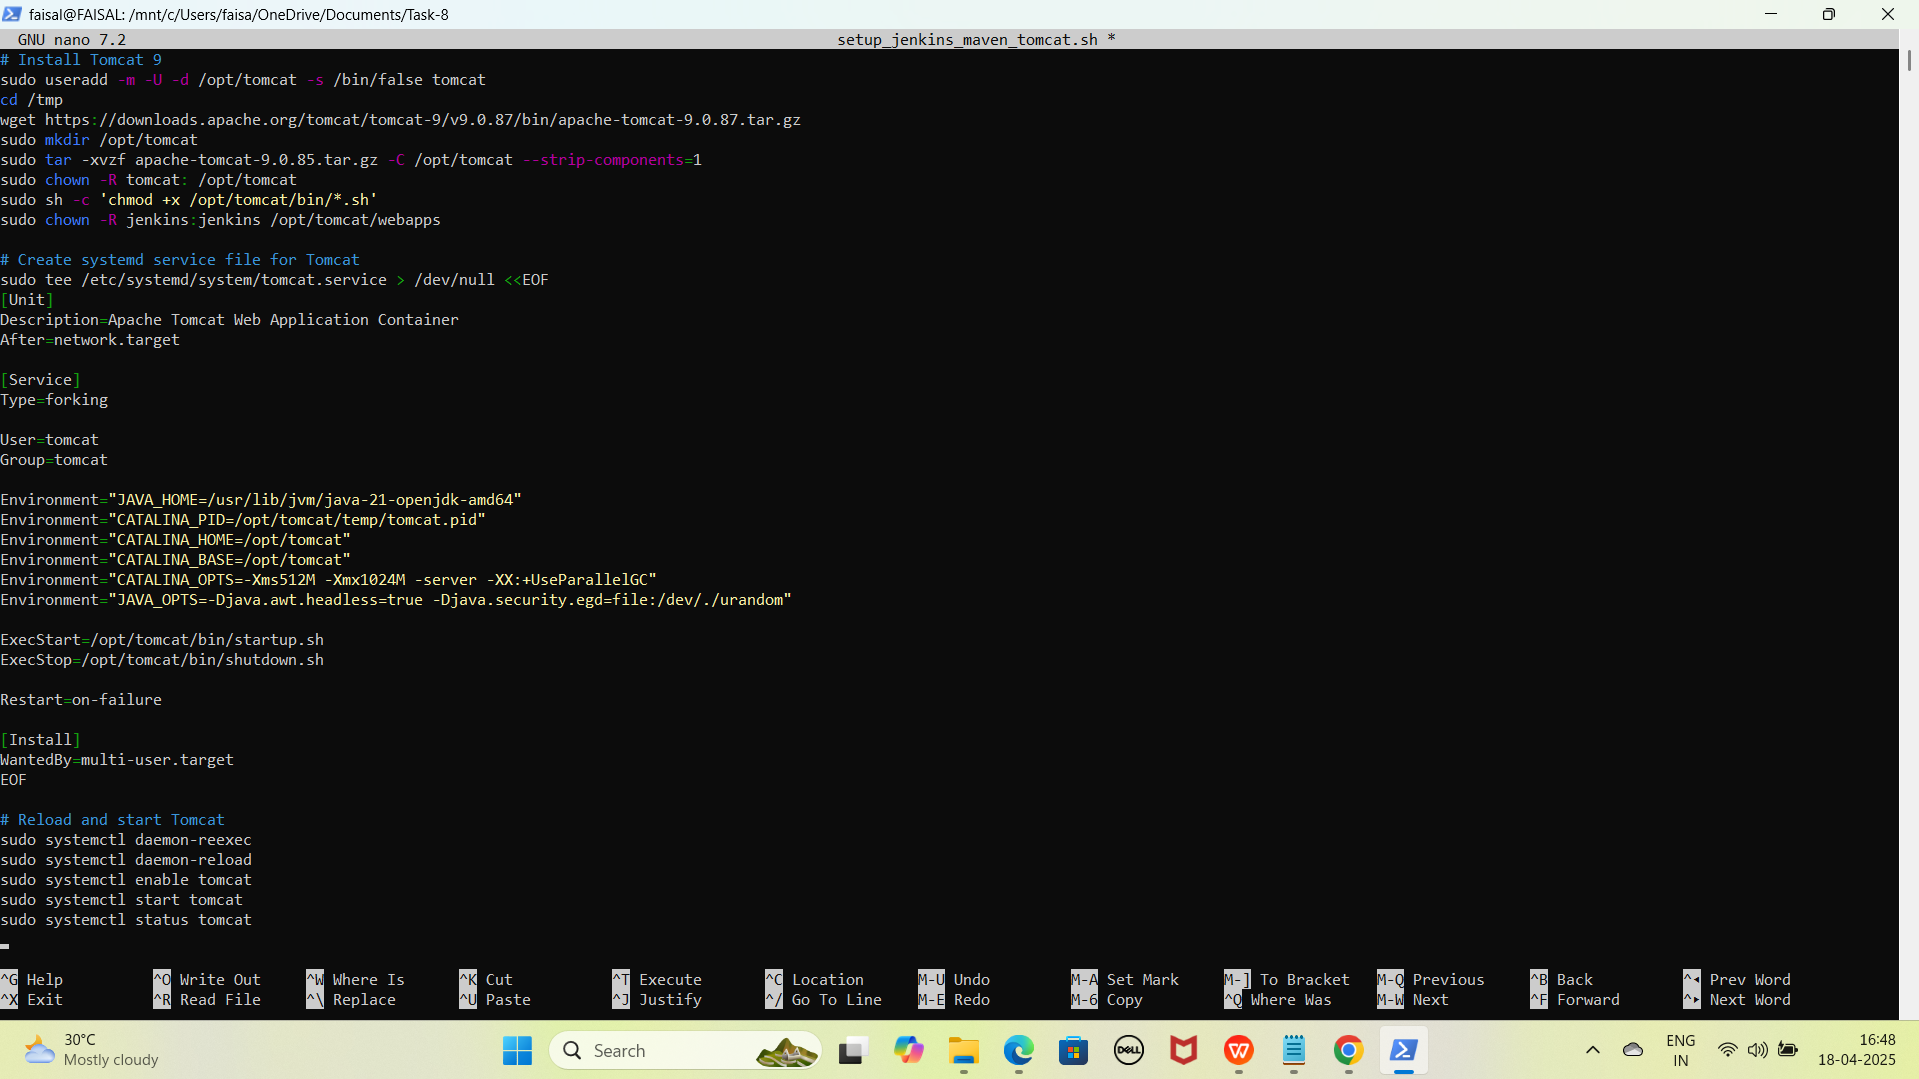 faisal@FAISAL: /mnt/c/Users/faisa/OneDrive/Documents/Task-8
GNU nano 7.2 setup_jenkins_maven_tomcat.sh *
# Install Tomcat 9
sudo useradd -m -U -d /opt/tomcat -s /bin/false tomcat
cd /tmp
wget https://downloads.apache.org/tomcat/tomcat-9/v9.0.87/bin/apache-tomcat-9.0.87.tar.gz
sudo mkdir /opt/tomcat
sudo tar -xvzf apache-tomcat-9.0.85.tar.gz -C /opt/tomcat --strip-components=1
sudo chown -R tomcat: /opt/tomcat
sudo sh -c 'chmod +x /opt/tomcat/bin/*.sh'
sudo chown -R jenkins:jenkins /opt/tomcat/webapps

# Create systemd service file for Tomcat
sudo tee /etc/systemd/system/tomcat.service > /dev/null <<EOF
[Unit]
Description=Apache Tomcat Web Application Container
After=network.target

[Service]
Type=forking

User=tomcat
Group=tomcat

Environment="JAVA_HOME=/usr/lib/jvm/java-21-openjdk-amd64"
Environment="CATALINA_PID=/opt/tomcat/temp/tomcat.pid"
Environment="CATALINA_HOME=/opt/tomcat"
Environment="CATALINA_BASE=/opt/tomcat"
Environment="CATALINA_OPTS=-Xms512M -Xmx1024M -server -XX:+UseParallelGC"
Environment="JAVA_OPTS=-Djava.awt.headless=true -Djava.security.egd=file:/dev/./urandom"

ExecStart=/opt/tomcat/bin/startup.sh
ExecStop=/opt/tomcat/bin/shutdown.sh

Restart=on-failure

[Install]
WantedBy=multi-user.target
EOF

# Reload and start Tomcat
sudo systemctl daemon-reexec
sudo systemctl daemon-reload
sudo systemctl enable tomcat
sudo systemctl start tomcat
sudo systemctl status tomcat

^G Help ^O Write Out ^W Where Is ^K Cut ^T Execute ^C Location M-U Undo M-A Set Mark M-] To Bracket M-Q Previous ^B Back ^◂ Prev Word
^X Exit ^R Read File ^\ Replace ^U Paste ^J Justify ^/ Go To Line M-E Redo M-6 Copy ^Q Where Was M-W Next ^F Forward ^▸ Next Word
30°C
Mostly cloudy
Search
DELL
ENG
IN
16:48
18-04-2025